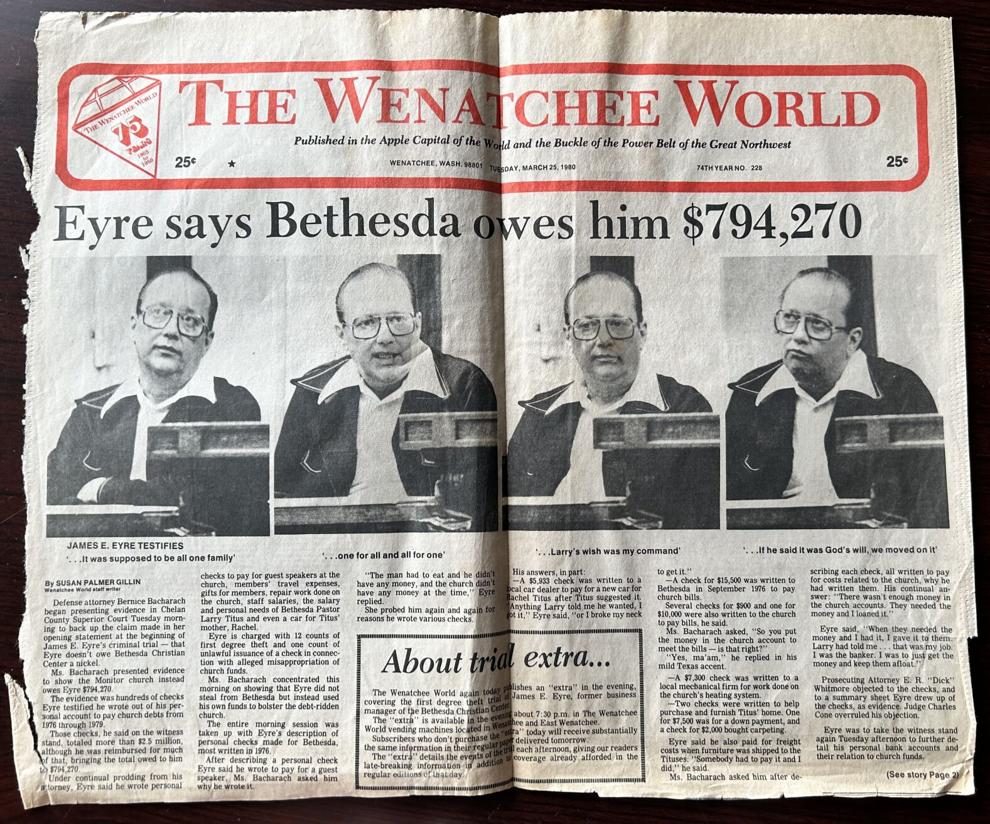 THE WENATCHEE WORLD
THE WENATCHEE WORLD
75
Years
1905
1980
Published in the Apple Capital of the World and the Buckle of the Power Belt of the Great Northwest
25¢ ★ WENATCHEE, WASH. 98801 TUESDAY, MARCH 25, 1980 74TH YEAR NO. 228 25¢
Eyre says Bethesda owes him $794,270
JAMES E. EYRE TESTIFIES
'. . .It was supposed to be all one family'
'. . .one for all and all for one'
'. . .Larry's wish was my command'
'. . .If he said it was God's will, we moved on it'
By SUSAN PALMER GILLIN
Wenatchee World staff writer
Defense attorney Bernice Bacharach
began presenting evidence in Chelan
County Superior Court Tuesday morn-
ing to back up the claim made in her
opening statement at the beginning of
James E. Eyre's criminal trial — that
Eyre doesn't owe Bethesda Christian
Center a nickel.
Ms. Bacharach presented evidence
to show the Monitor church instead
owes Eyre $794,270.
The evidence was hundreds of checks
Eyre testified he wrote out of his per-
sonal account to pay church debts from
1976 through 1979.
Those checks, he said on the witness
stand, totaled more than $2.5 million,
although he was reimbursed for much
of that, bringing the total owed to him
to $794,270.
Under continual prodding from his
attorney, Eyre said he wrote personal
checks to pay for guest speakers at the
church, members' travel expenses,
gifts for members, repair work done on
the church, staff salaries, the salary
and personal needs of Bethesda Pastor
Larry Titus and even a car for Titus'
mother, Rachel.
Eyre is charged with 12 counts of
first degree theft and one count of
unlawful issuance of a check in connec-
tion with alleged misappropriation of
church funds.
Ms. Bacharach concentrated this
morning on showing that Eyre did not
steal from Bethesda but instead used
his own funds to bolster the debt-ridden
church.
The entire morning session was
taken up with Eyre's description of
personal checks made for Bethesda,
most written in 1976.
After describing a personal check
Eyre said he wrote to pay for a guest
speaker, Ms. Bacharach asked him
why he wrote it.
"The man had to eat and he didn't
have any money, and the church didn't
have any money at the time," Eyre
replied.
She probed him again and again for
reasons he wrote various checks.
His answers, in part:
—A $5,933 check was written to a
local car dealer to pay for a new car for
Rachel Titus after Titus suggested it.
"Anything Larry told me he wanted, I
got it," Eyre said, "or I broke my neck
to get it."
—A check for $15,500 was written to
Bethesda in September 1976 to pay
church bills.
Several checks for $900 and one for
$10,000 were also written to the church
to pay bills, he said.
Ms. Bacharach asked, "So you put
the money in the church account to
meet the bills — is that right?"
"Yes, ma'am," he replied in his
mild Texas accent.
—A $7,300 check was written to a
local mechanical firm for work done on
the church's heating system.
—Two checks were written to help
purchase and furnish Titus' home. One
for $7,500 was for a down payment, and
a check for $2,000 bought carpeting.
Eyre said he also paid for freight
costs when furniture was shipped to the
Tituses. "Somebody had to pay it and I
did," he said.
Ms. Bacharach asked him after de-
scribing each check, all written to pay
for costs related to the church, why he
had written them. His continual an-
swer: "There wasn't enough money in
the church accounts. They needed the
money and I loaned it."
Eyre said, "When they needed the
money and I had it, I gave it to them.
Larry had told me . . . that was my job.
I was the banker. I was to just get the
money and keep them afloat."
Prosecuting Attorney E. R. "Dick"
Whitmore objected to the checks, and
to a summary sheet Eyre drew up of
the checks, as evidence. Judge Charles
Cone overruled his objection.
Eyre was to take the witness stand
again Tuesday afternoon to further de-
tail his personal bank accounts and
their relation to church funds.
(See story Page 2)
About trial extra...
The Wenatchee World again today publishes an "extra" in the evening,
covering the first degree theft trial of James E. Eyre, former business
manager of the Bethesda Christian Center.
The "extra" is available in the evening about 7:30 p.m. in The Wenatchee
World vending machines located in Wenatchee and East Wenatchee.
Subscribers who don't purchase the "extra" today will receive substantially
the same information in their regular paper delivered tomorrow.
The "extra" details the events of the trial each afternoon, giving our readers
late-breaking information in addition to coverage already afforded in the
regular editions of that day.